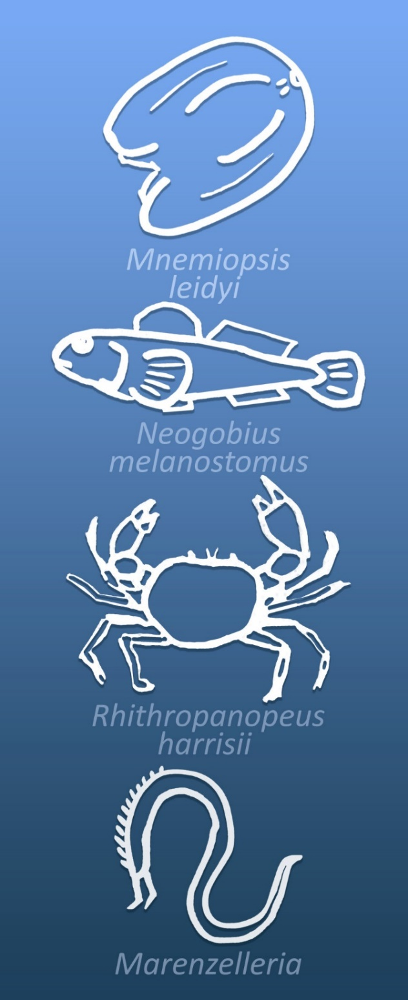 Mnemiopsis
leidyi
Neogobius
melanostomus
Rhithropanopeus
harrisii
Marenzelleria